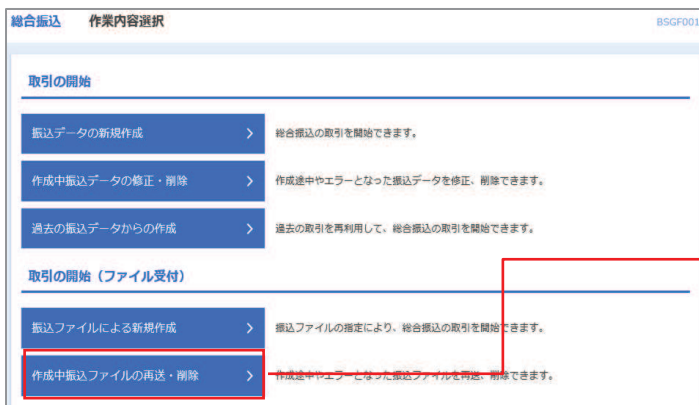 総合振込 作業内容選択 BSGF001
取引の開始
振込データの新規作成 総合振込の取引を開始できます。
作成中振込データの修正・削除 作成途中やエラーとなった振込データを修正、削除できます。
過去の振込データからの作成 過去の取引を再利用して、総合振込の取引を開始できます。
取引の開始（ファイル受付）
振込ファイルによる新規作成 振込ファイルの指定により、総合振込の取引を開始できます。
作成中振込ファイルの再送・削除 作成途中やエラーとなった振込ファイルを再送、削除できます。